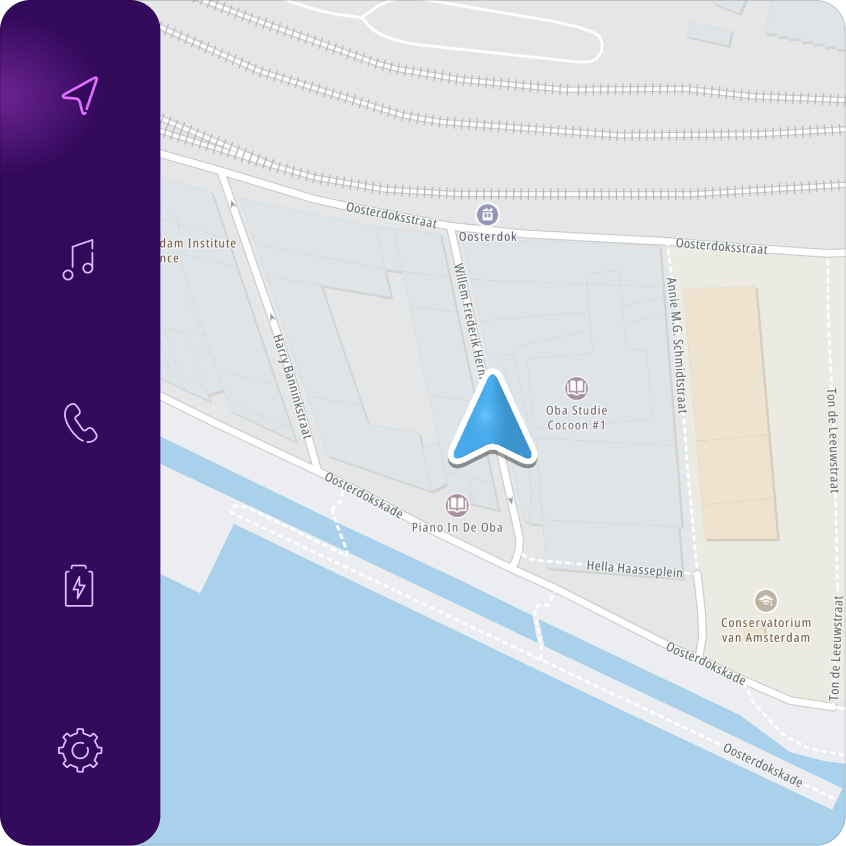 Oosterdoksstraat
Oosterdok
Oosterdoksstraat
dam Institute
nce
Willem Frederik Herm
Annie M.G. Schmidtstraat
Harry Banninkstraat
Oba Studie
Cocoon #1
Ton de Leeuwstraat
Oosterdokskade
Piano In De Oba
Hella Haasseplein
Conservatorium
van Amsterdam
Ton de Leeuwstraat
Oosterdokskade
Oosterdokskade